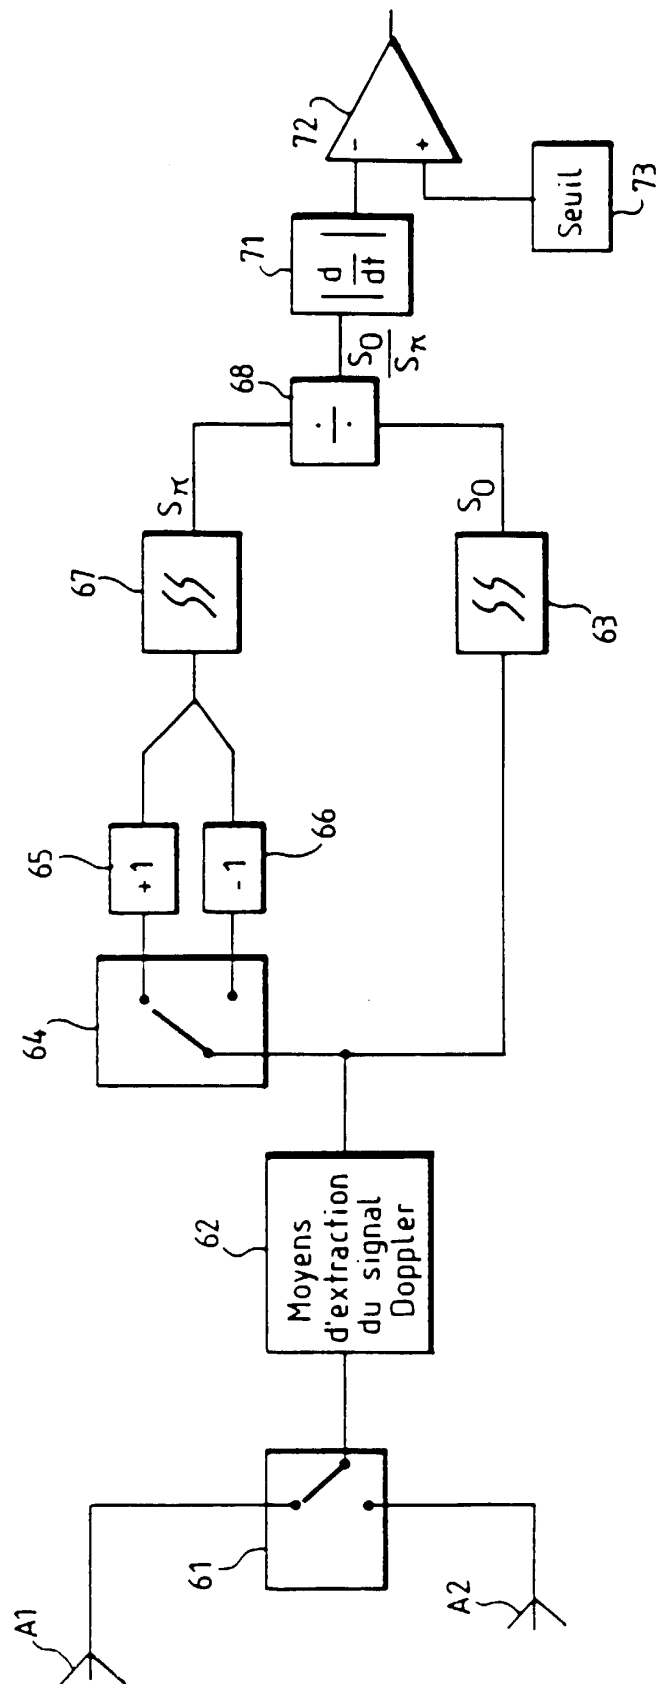 A1
A2
61
Moyens
d'extraction
du signal
Doppler
62
64
65
+1
66
-1
67
Sπ
63
S0
68
÷
S0
Sπ
71
d
dt
72
-
+
Seuil
73